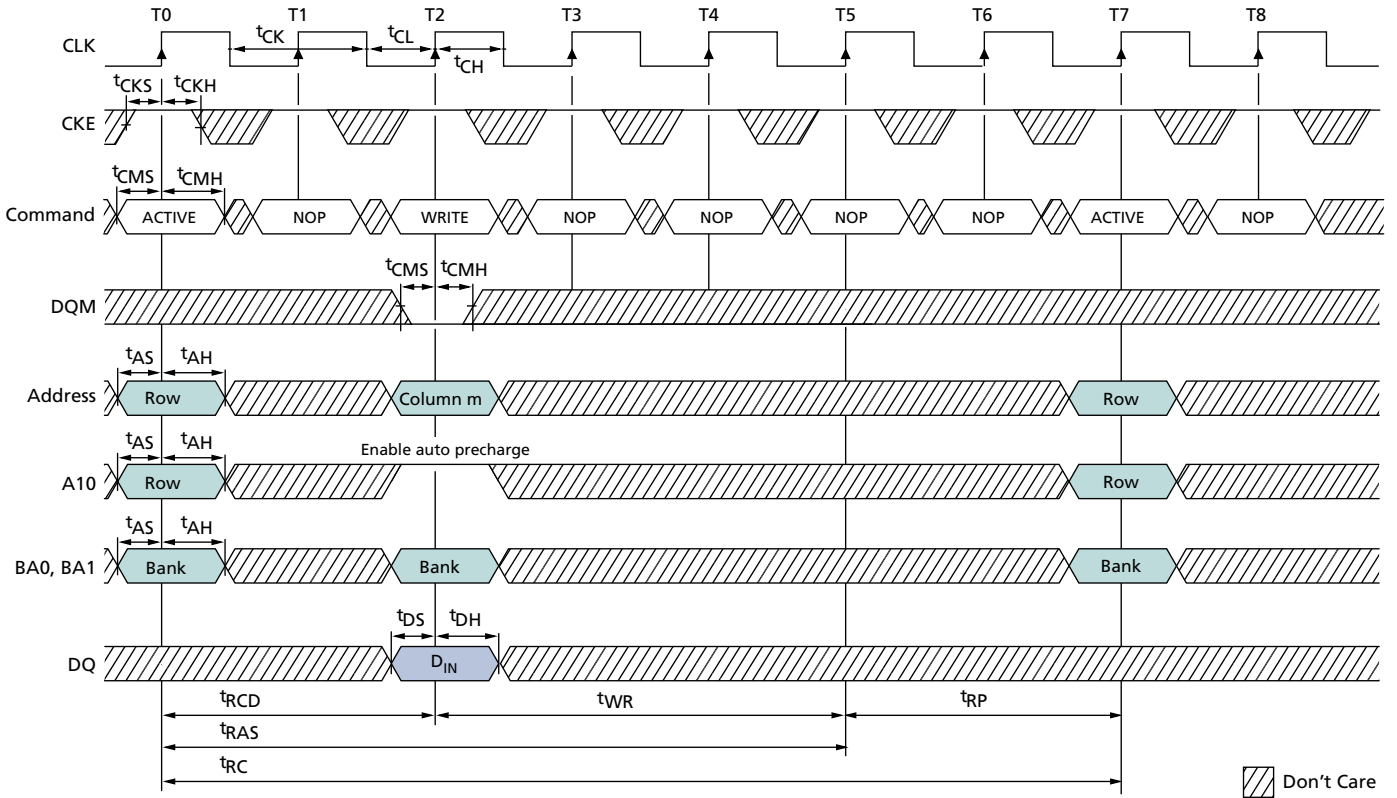 T0 T1 T2 T3 T4 T5 T6 T7 T8
CLK
tCK
tCL
tCH
tCKS tCKH
CKE
tCMS tCMH
Command ACTIVE NOP WRITE NOP NOP NOP NOP ACTIVE NOP
tCMS tCMH
DQM
tAS tAH
Address Row Column m Row
tAS tAH
Enable auto precharge
A10 Row Row
tAS tAH
BA0, BA1 Bank Bank Bank
tDS tDH
DQ DIN
tRCD tWR tRP
tRAS
tRC
Don't Care